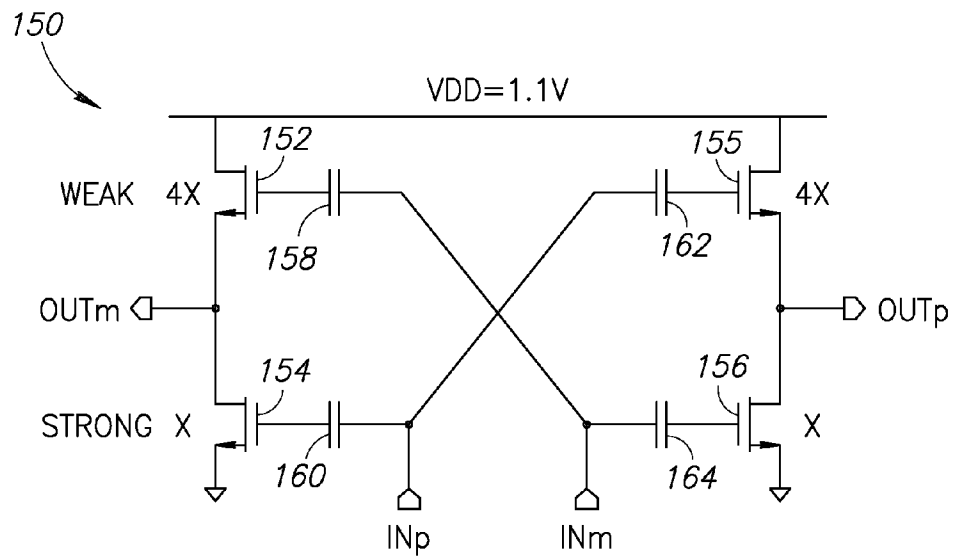 150
VDD=1.1V
152
155
WEAK 4X
4X
158
162
OUTm
OUTp
154
156
STRONG X
X
160
164
INp
INm